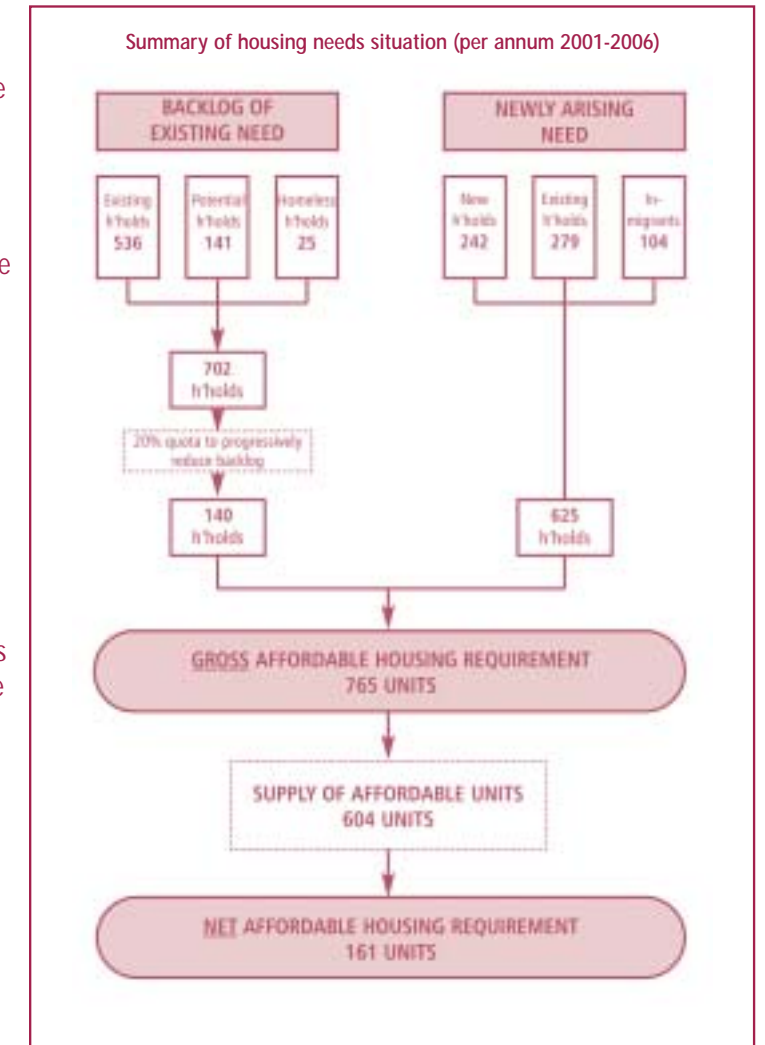 Summary of housing needs situation (per annum 2001-2006)
BACKLOG OF
EXISTING NEED
NEWLY ARISING
NEED
Existing
h'holds
536
Potential
h'holds
141
Homeless
h'holds
25
New
h'holds
242
Existing
h'holds
279
In-
migrants
104
702
h'holds
20% quota to progressively
reduce backlog
140
h'holds
625
h'holds
GROSS AFFORDABLE HOUSING REQUIREMENT
765 UNITS
SUPPLY OF AFFORDABLE UNITS
604 UNITS
NET AFFORDABLE HOUSING REQUIREMENT
161 UNITS